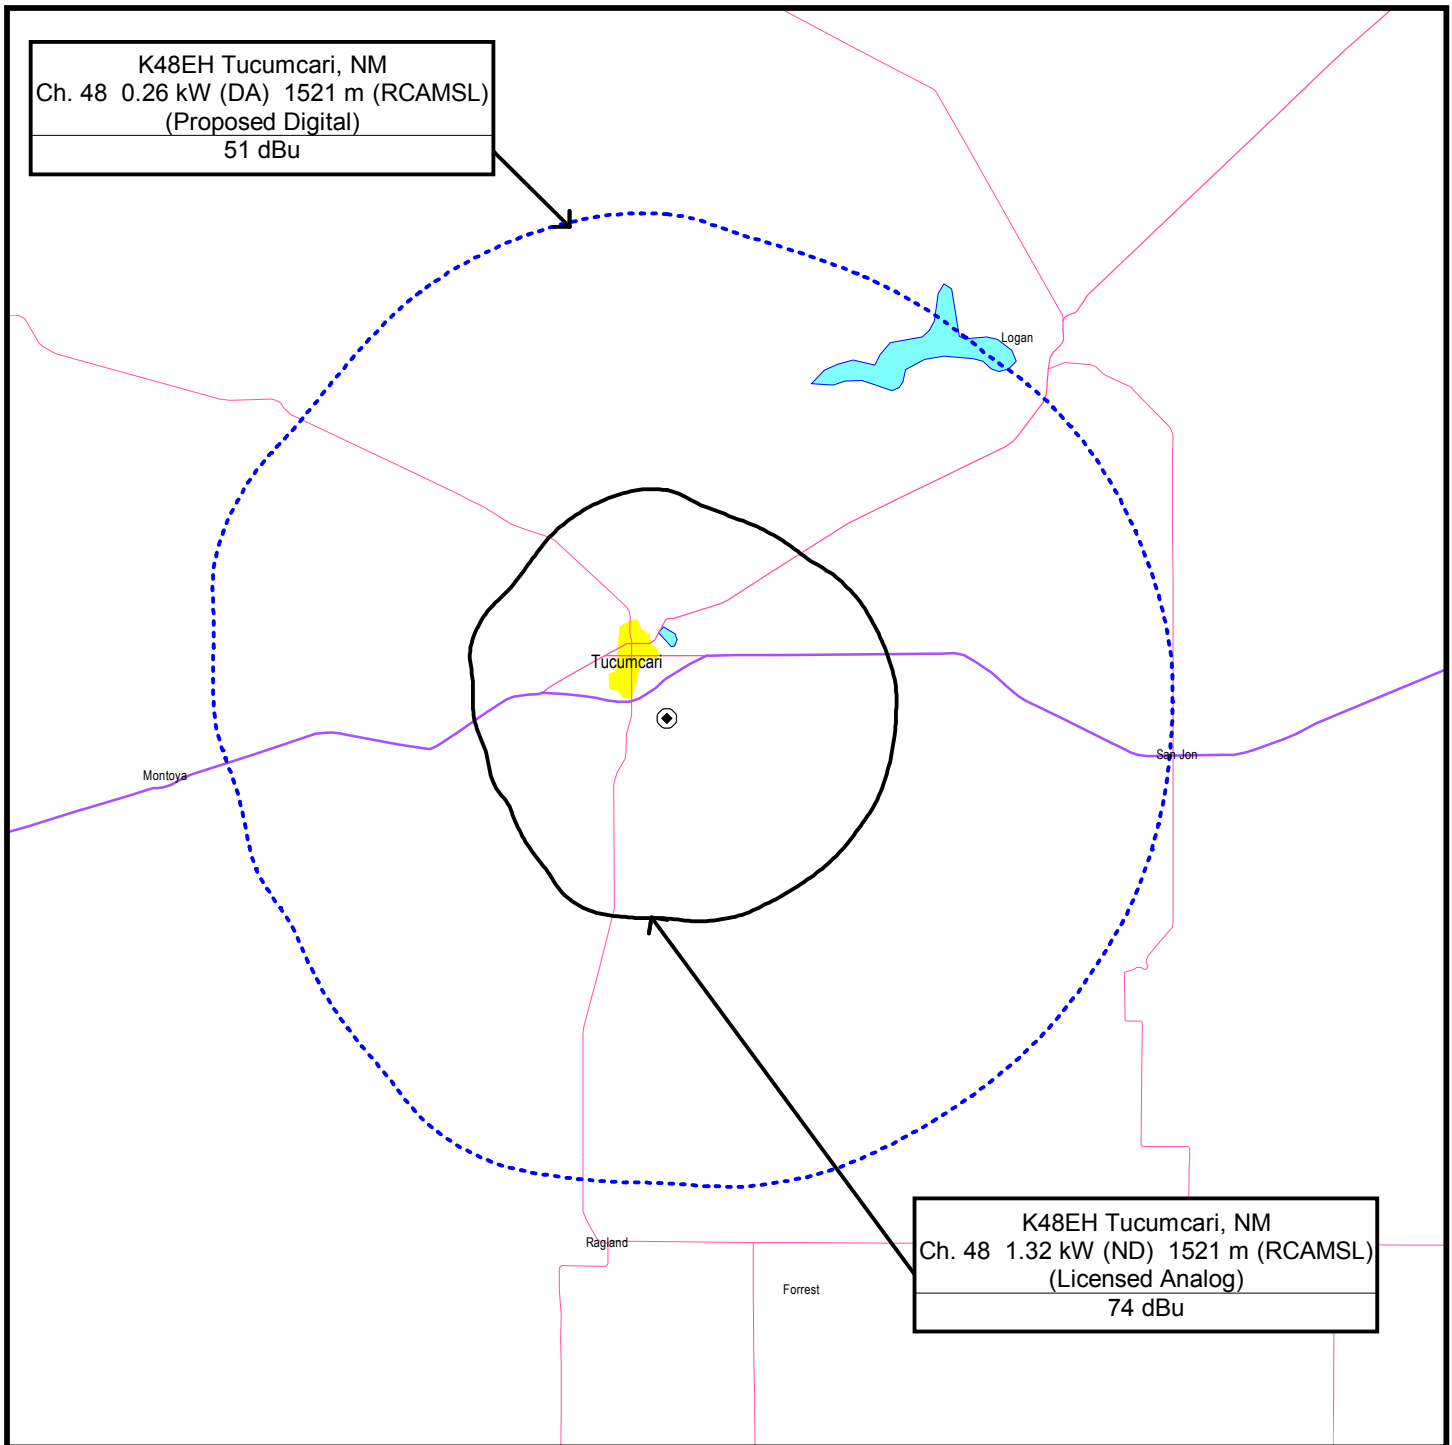 K48EH Tucumcari, NM
Ch. 48 0.26 kW (DA) 1521 m (RCAMSL)
(Proposed Digital)
51 dBu
Logan
Tucumcari
San Jon
Montoya
Ragland
Forrest
K48EH Tucumcari, NM
Ch. 48 1.32 kW (ND) 1521 m (RCAMSL)
(Licensed Analog)
74 dBu